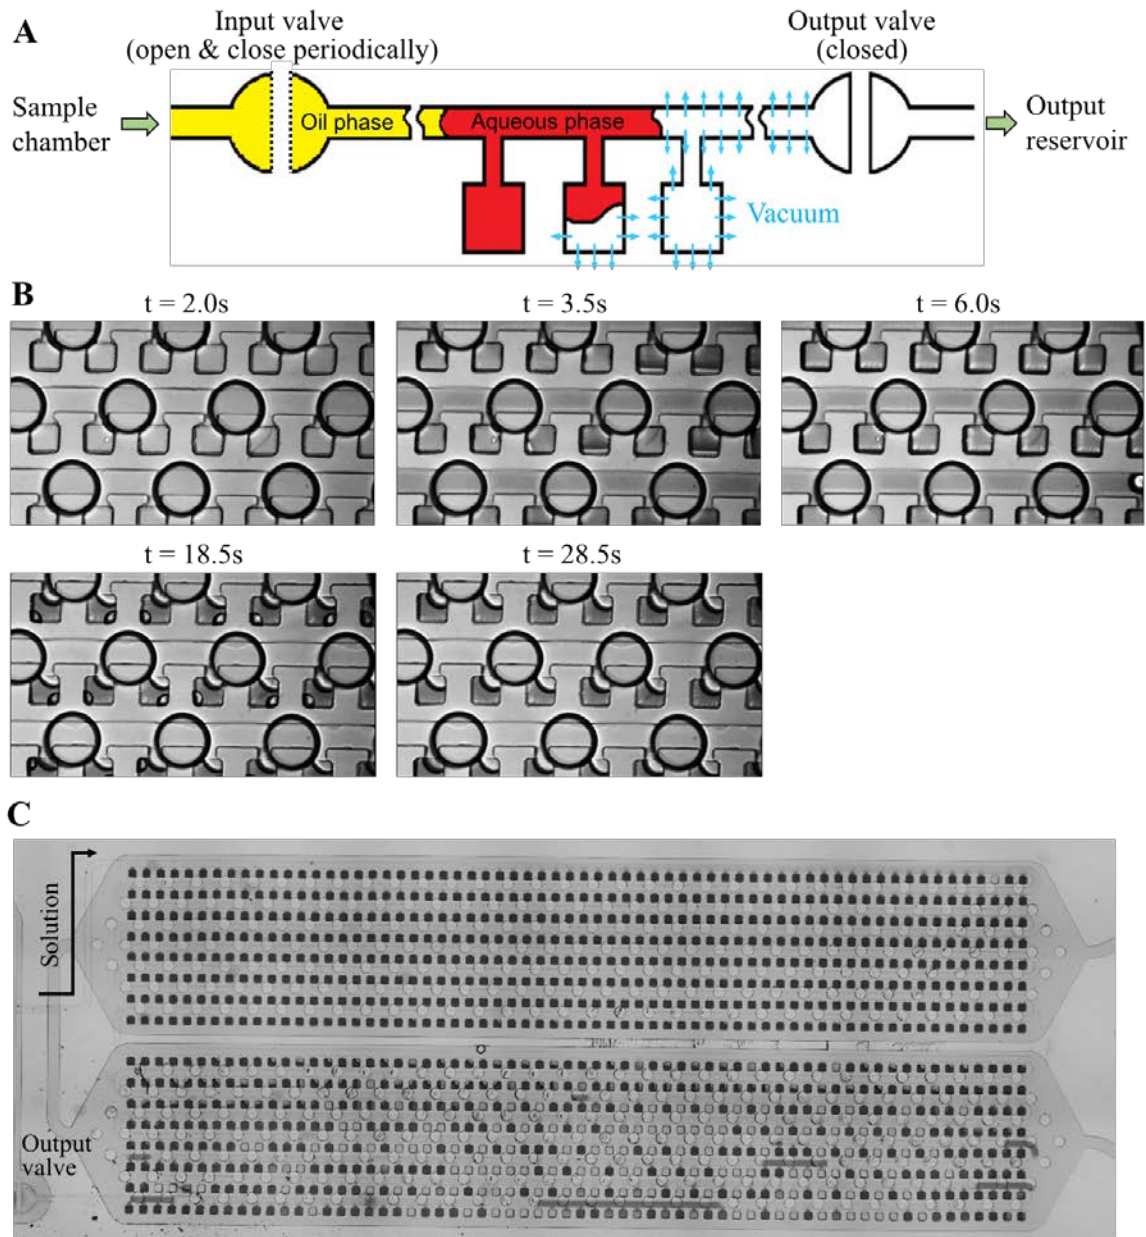 A
Input valve
(open & close periodically)
Output valve
(closed)
Sample
chamber
Oil phase
Aqueous phase
Output
reservoir
Vacuum
B
t = 2.0s
t = 3.5s
t = 6.0s
t = 18.5s
t = 28.5s
C
Solution
Output
valve